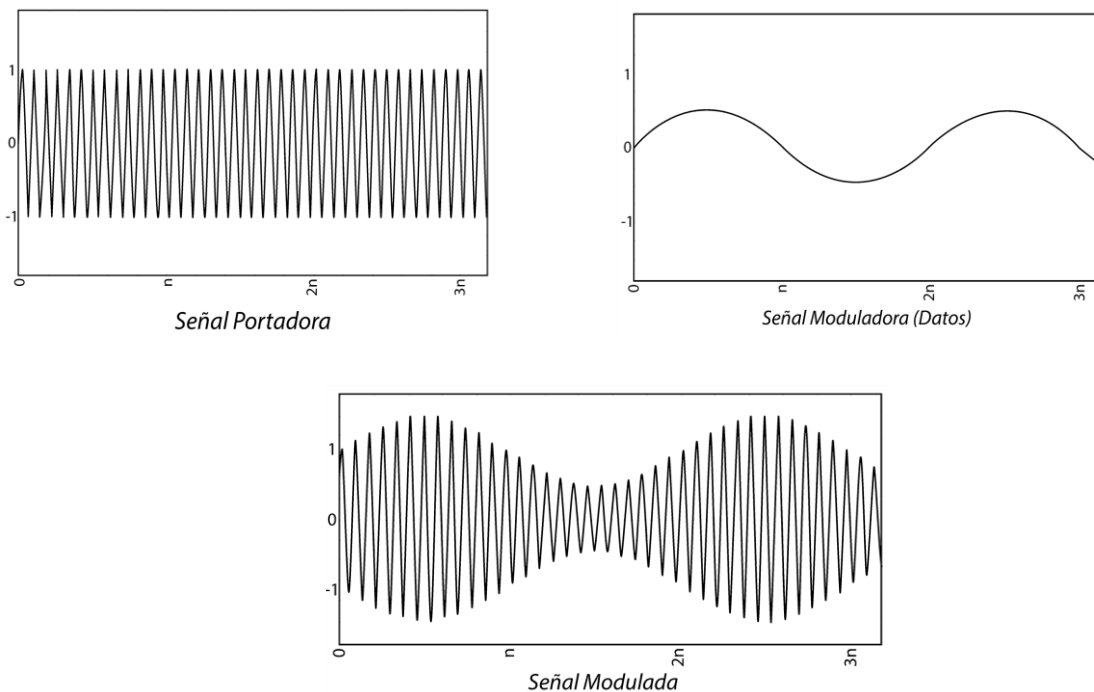 1
0
-1
0
n
2n
3n
Señal Portadora
1
0
-1
0
n
2n
3n
Señal Moduladora (Datos)
1
0
-1
0
n
2n
3n
Señal Modulada